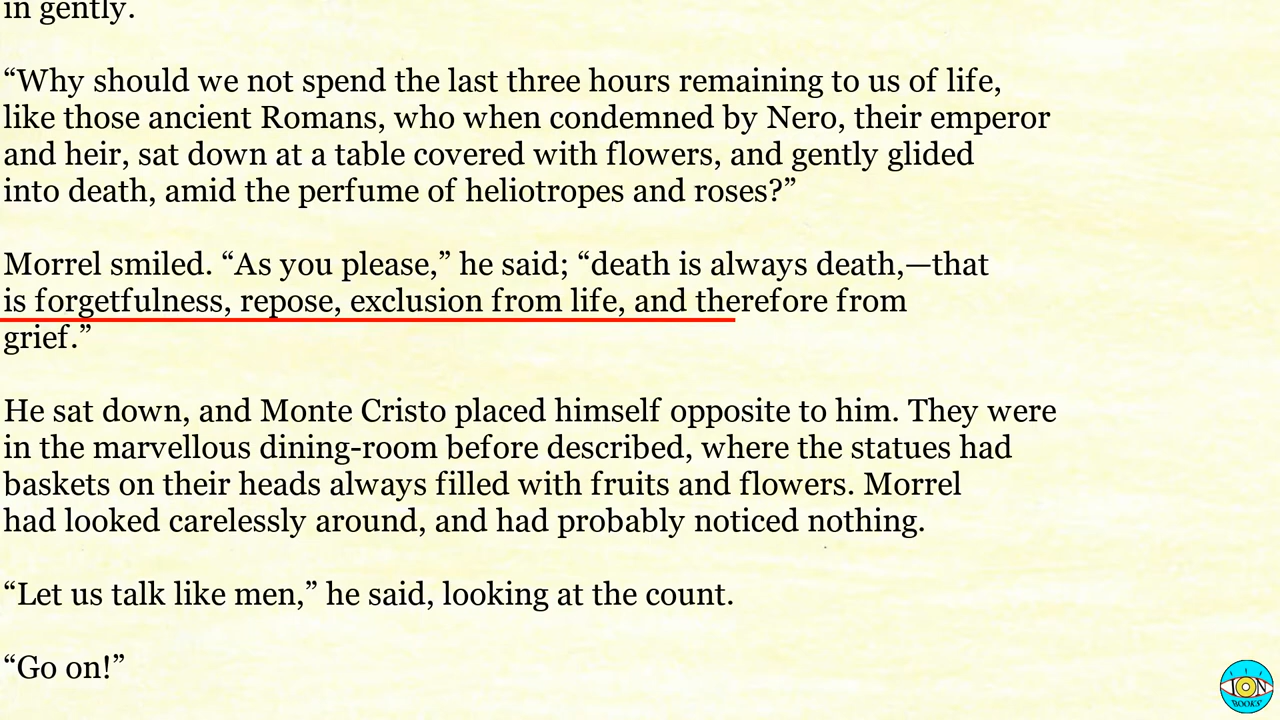 in gently.
“Why should we not spend the last three hours remaining to us of life,
like those ancient Romans, who when condemned by Nero, their emperor
and heir, sat down at a table covered with flowers, and gently glided
into death, amid the perfume of heliotropes and roses?”
Morrel smiled. “As you please,” he said; “death is always death,—that
is forgetfulness, repose, exclusion from life, and therefore from
grief.”
He sat down, and Monte Cristo placed himself opposite to him. They were
in the marvellous dining-room before described, where the statues had
baskets on their heads always filled with fruits and flowers. Morrel
had looked carelessly around, and had probably noticed nothing.
“Let us talk like men,” he said, looking at the count.
“Go on!”
ION
BOOKS